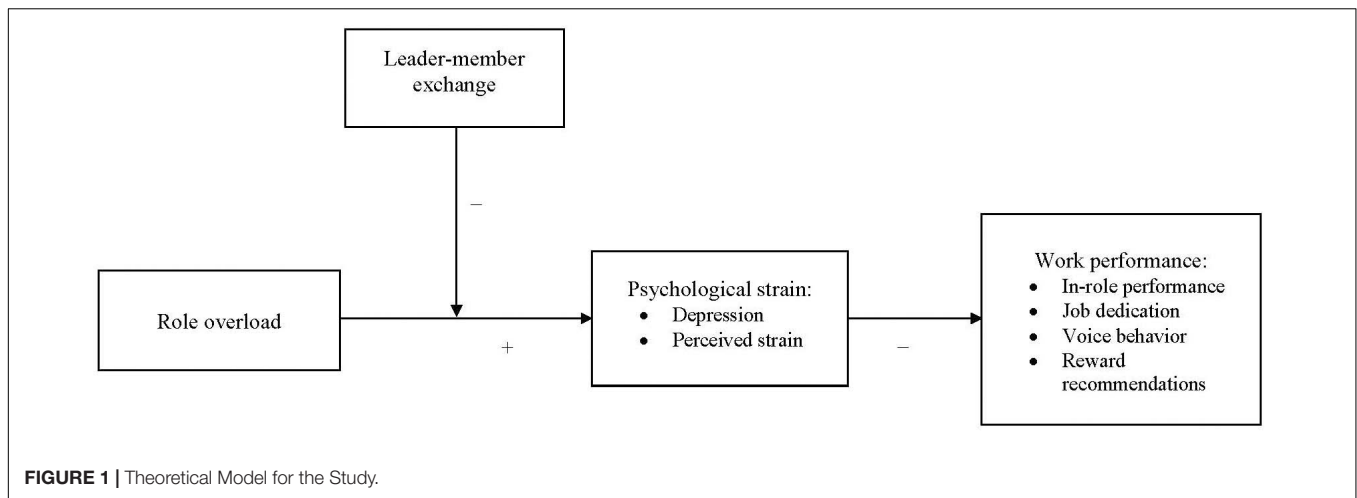 Leader-member
exchange
−
Role overload
+
Psychological strain:
• Depression
• Perceived strain
−
Work performance:
• In-role performance
• Job dedication
• Voice behavior
• Reward
recommendations
FIGURE 1 | Theoretical Model for the Study.